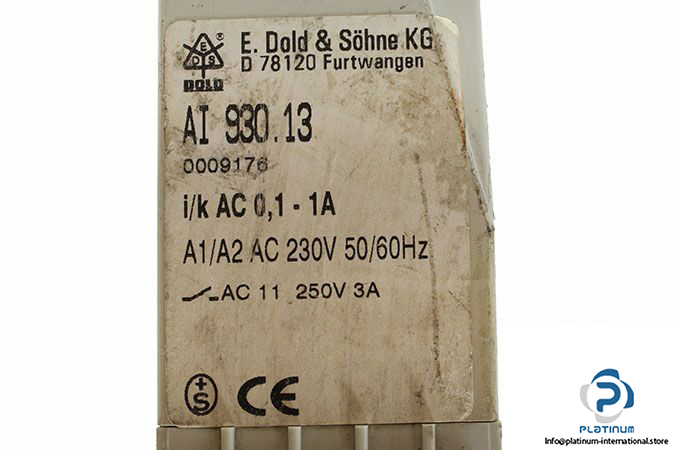 E. Dold & Söhne KG
D 78120 Furtwangen
E
D S
®
DOLD
AI 930.13
0009176
i/k AC 0,1 - 1A
A1/A2 AC 230V 50/60Hz
AC 11 250V 3A
+
S
CE
PLATINUM
Info@platinum-international.store